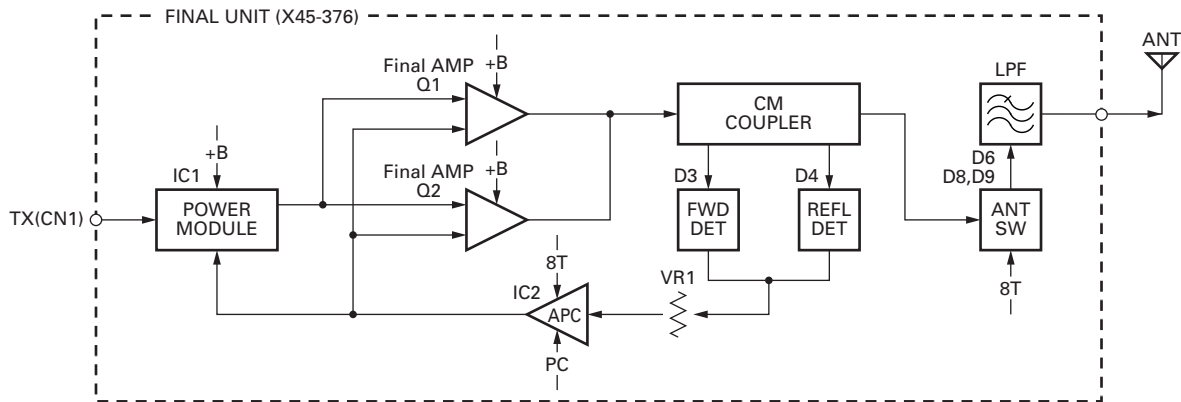 FINAL UNIT (X45-376)
ANT
Final AMP
Q1
+B
LPF
CM
COUPLER
+B
IC1
Final AMP
Q2
+B
D3
D4
D6
D8,D9
TX(CN1)
POWER
MODULE
FWD
DET
REFL
DET
ANT
SW
8T
VR1
8T
IC2
APC
PC